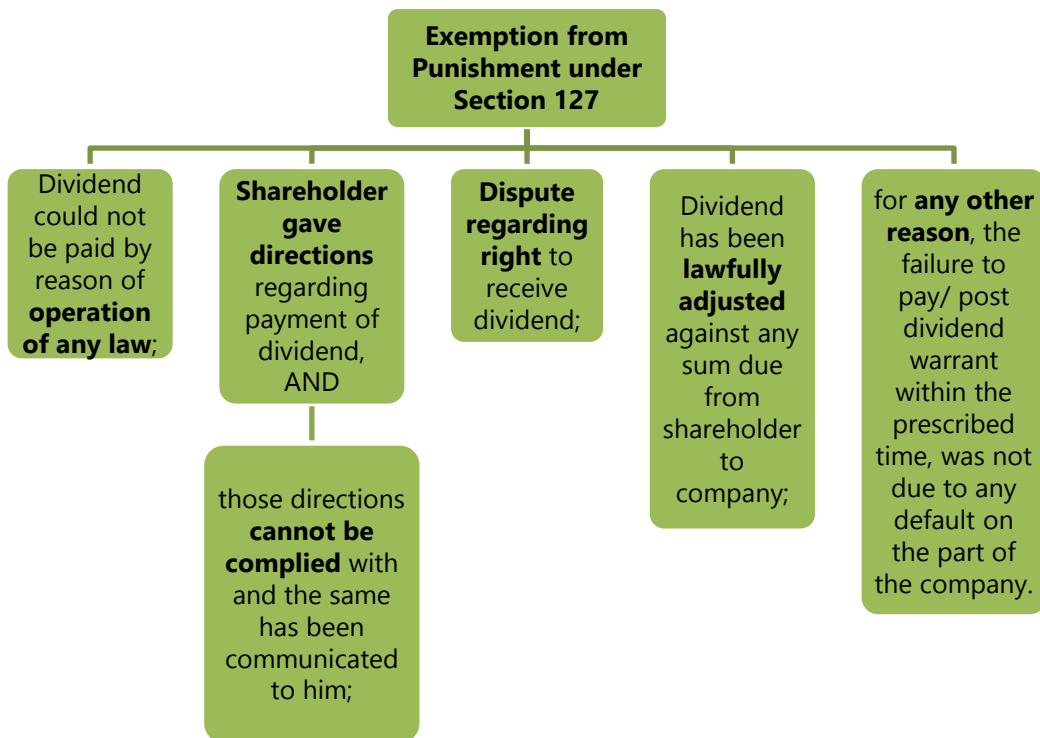 Exemption from
Punishment under
Section 127
Dividend
could not
be paid by
reason of
operation
of any law;
Shareholder
gave
directions
regarding
payment of
dividend,
AND
those directions
cannot be
complied with
and the same
has been
communicated
to him;
Dispute
regarding
right to
receive
dividend;
Dividend
has been
lawfully
adjusted
against any
sum due
from
shareholder
to
company;
for any other
reason, the
failure to
pay/ post
dividend
warrant
within the
prescribed
time, was not
due to any
default on
the part of
the company.